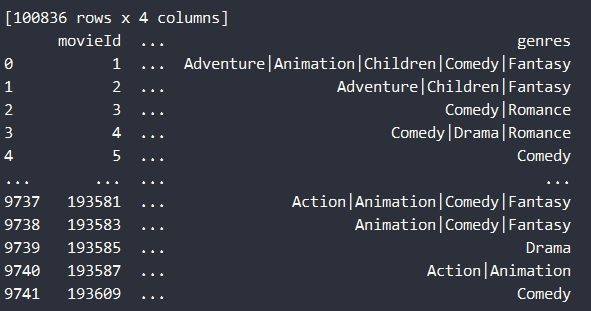 [100836 rows x 4 columns]
movieId ... genres
0 1 ... Adventure|Animation|Children|Comedy|Fantasy
1 2 ... Adventure|Children|Fantasy
2 3 ... Comedy|Romance
3 4 ... Comedy|Drama|Romance
4 5 ... Comedy
... ... ... ...
9737 193581 ... Action|Animation|Comedy|Fantasy
9738 193583 ... Animation|Comedy|Fantasy
9739 193585 ... Drama
9740 193587 ... Action|Animation
9741 193609 ... Comedy